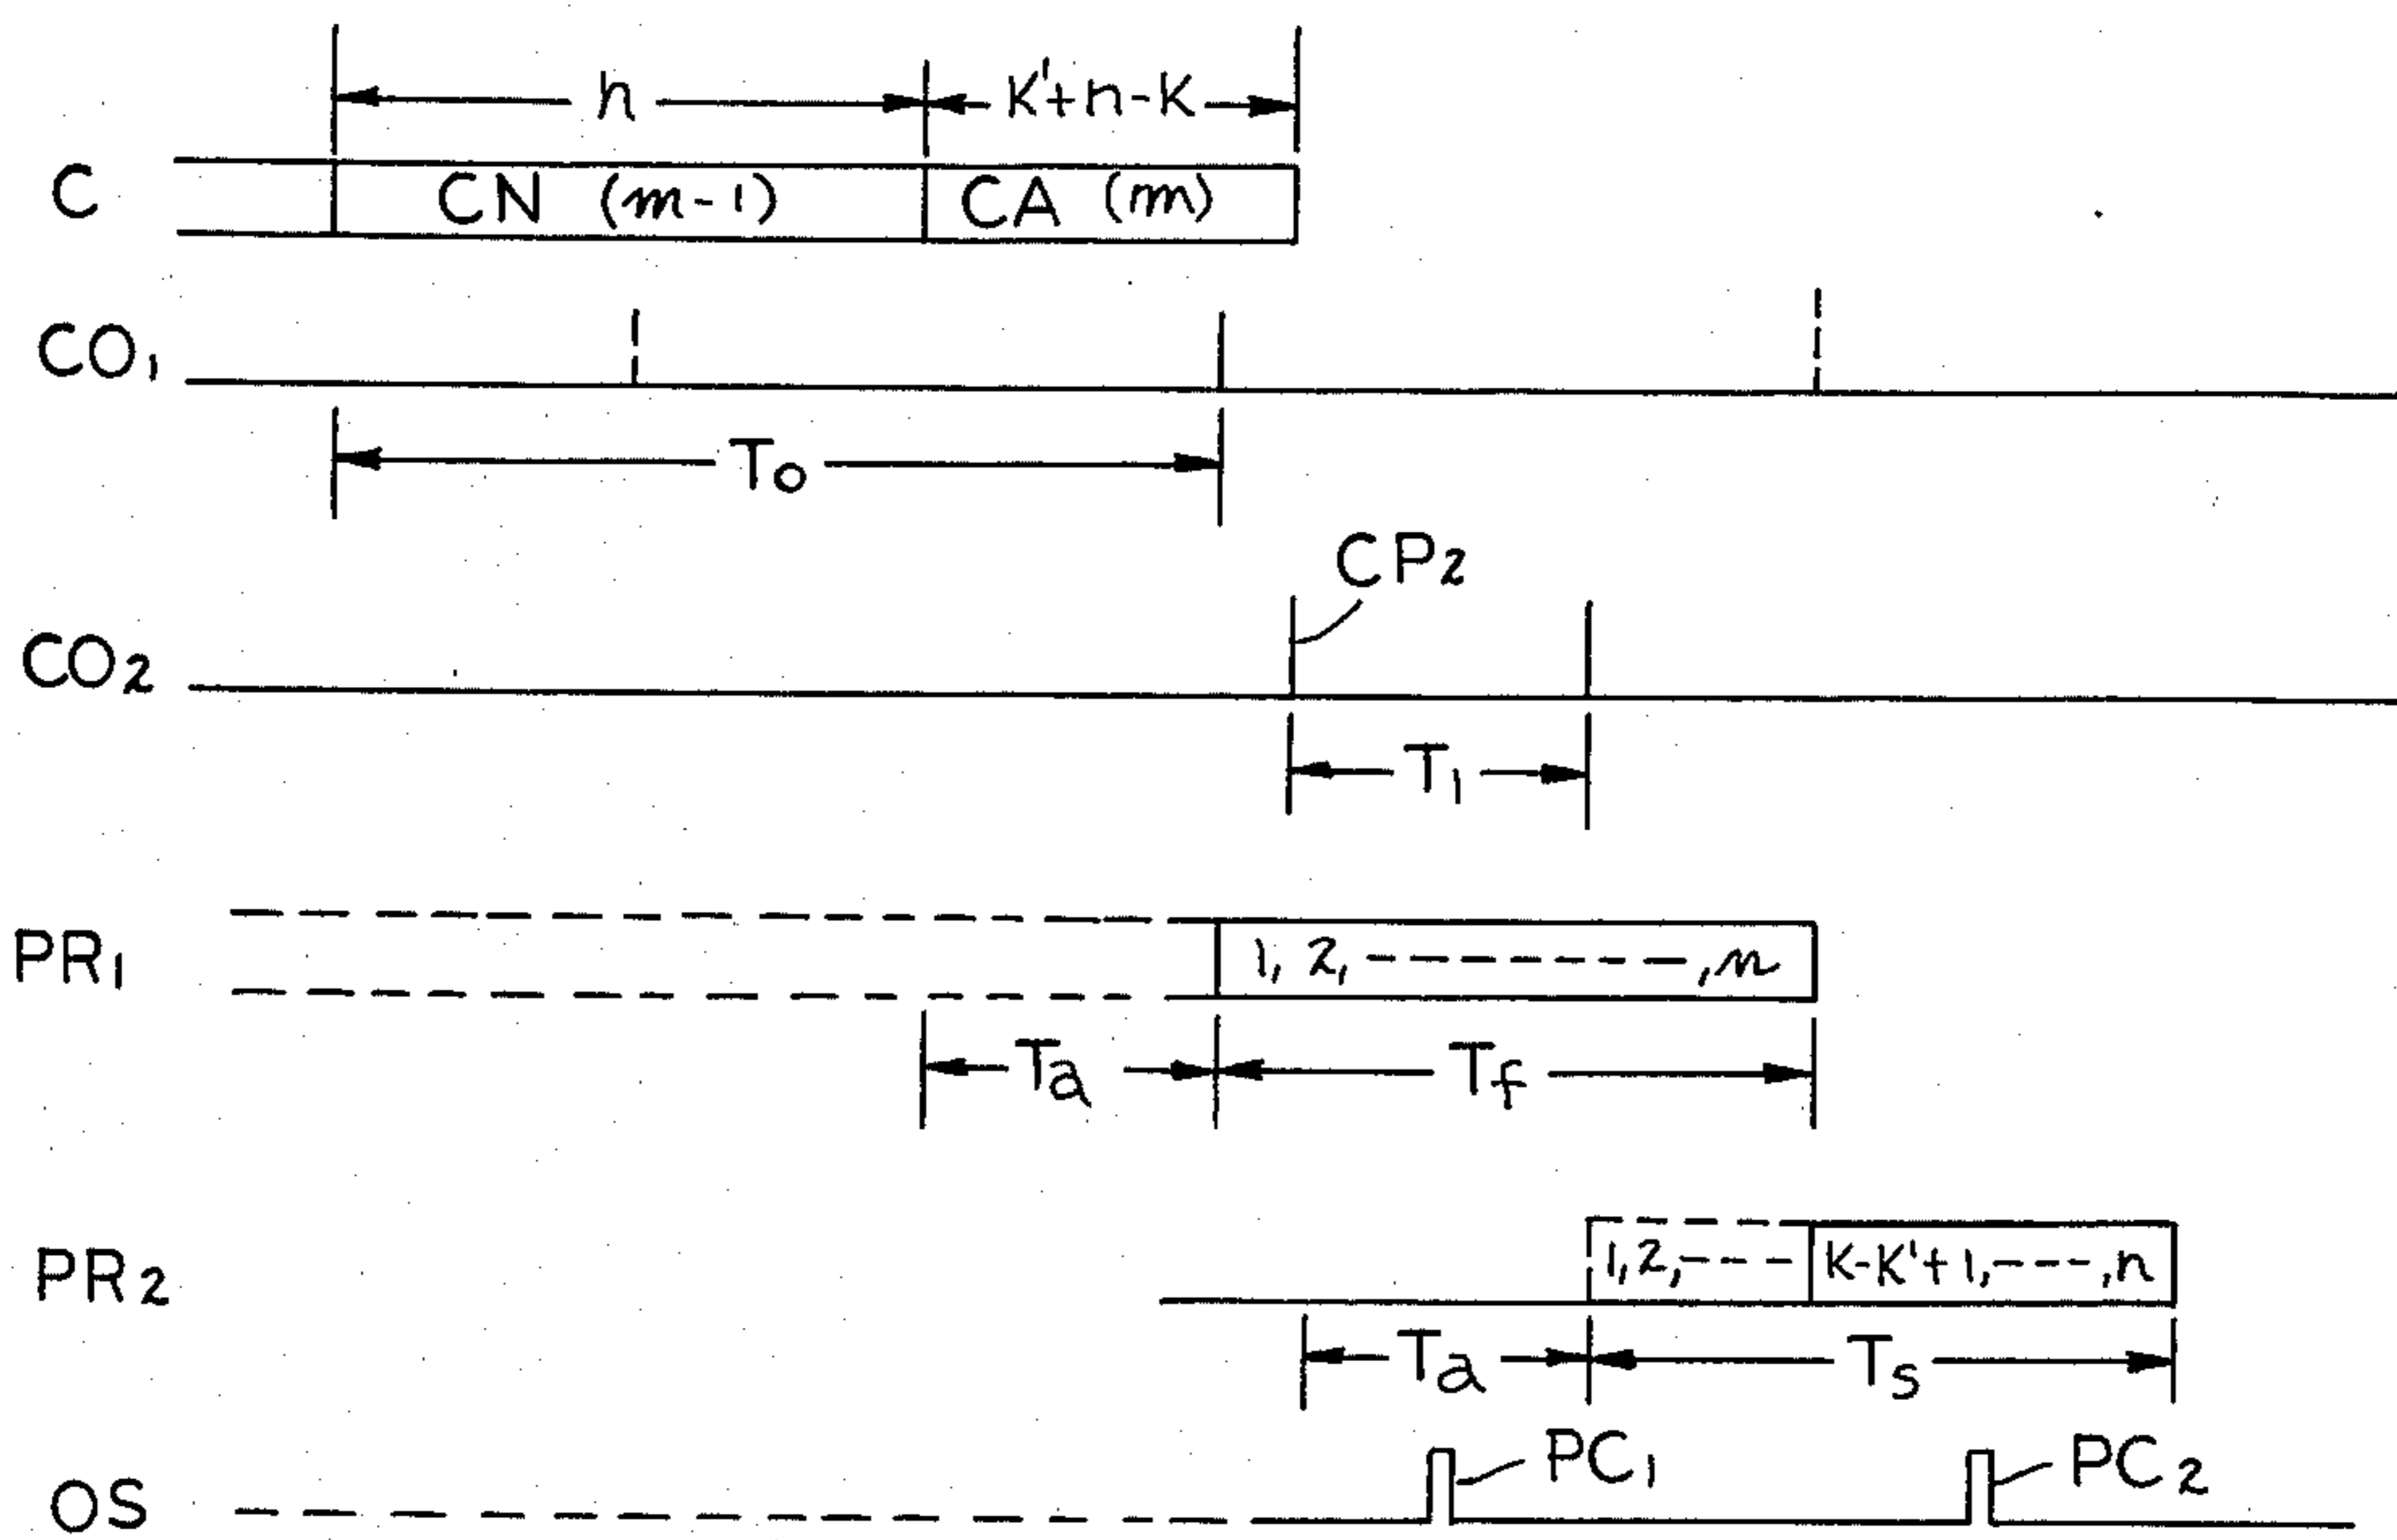 h K'+n-K
C CN (m-1) CA (m)
CO1
To
CP2
CO2
T1
PR1 1, 2, --------, n
Ta Tf
PR2 1,2,---- K-K'+1,---,n
Ta Ts
OS PC1 PC2